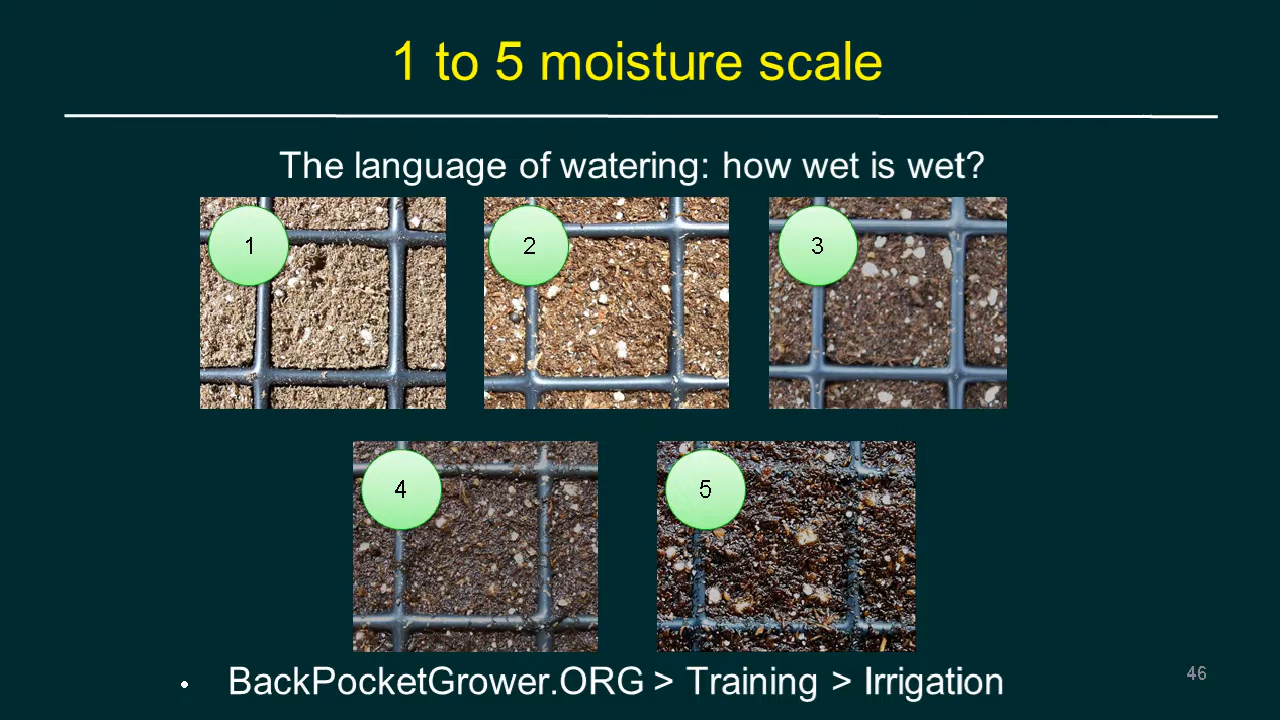 1 to 5 moisture scale
The language of watering: how wet is wet?
1
2
3
4
5
• BackPocketGrower.ORG > Training > Irrigation
46